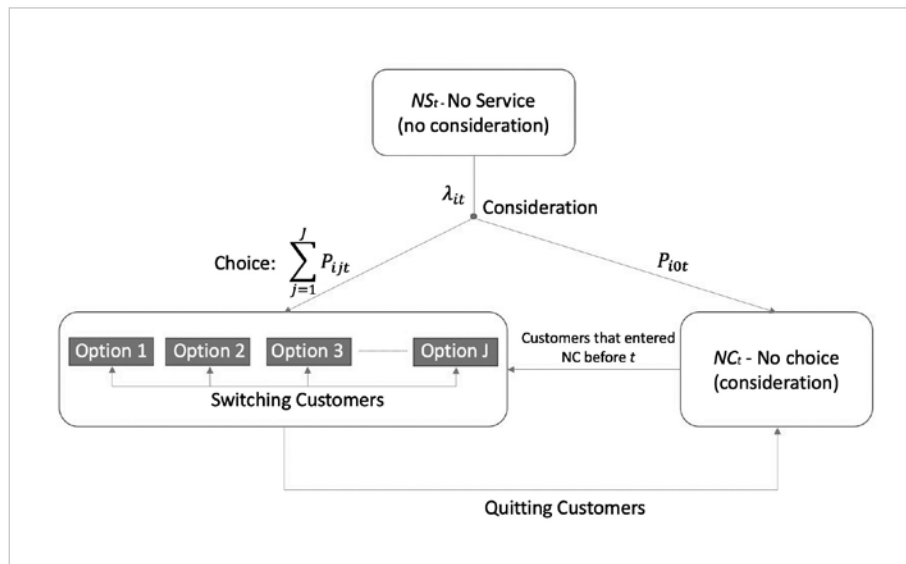 NSt - No Service
(no consideration)
λit
Consideration
Choice: ∑ j=1 J Pijt
Pi0t
Option 1 Option 2 Option 3 Option J
Switching Customers
Customers that entered
NC before t
NCt - No choice
(consideration)
Quitting Customers